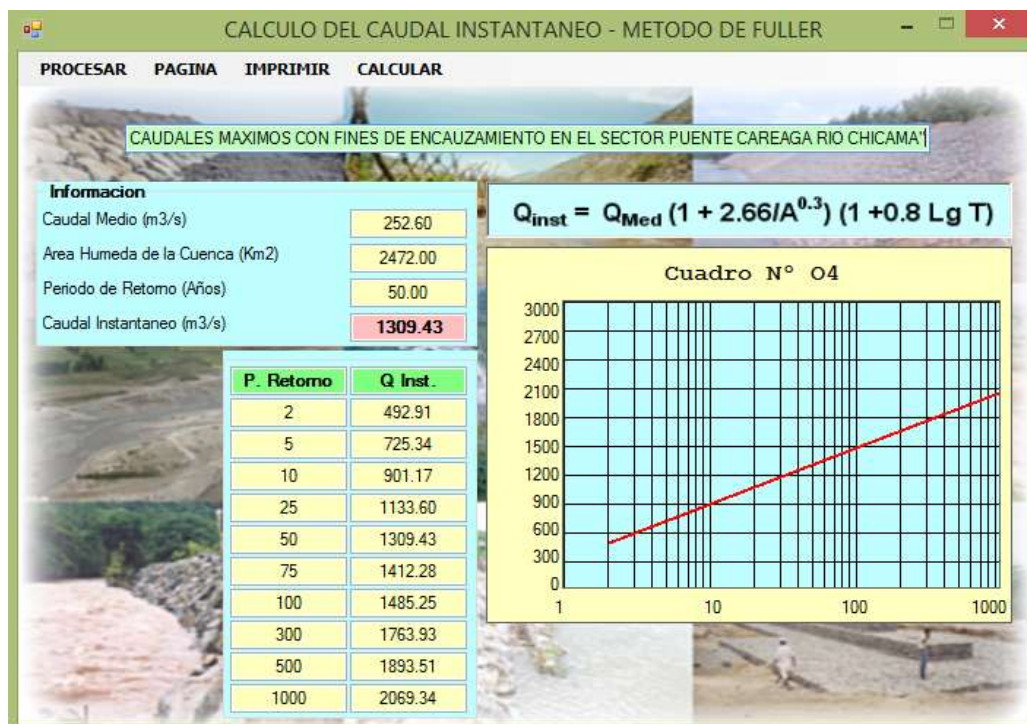 CALCULO DEL CAUDAL INSTANTANEO - METODO DE FULLER
PROCESAR PAGINA IMPRIMIR CALCULAR
CAUDALES MAXIMOS CON FINES DE ENCAUZAMIENTO EN EL SECTOR PUENTE CAREAGA RIO CHICAMA"
Informacion
Caudal Medio (m3/s) 252.60
Area Humeda de la Cuenca (Km2) 2472.00
Periodo de Retorno (Años) 50.00
Caudal Instantaneo (m3/s) 1309.43
P. Retorno Q Inst.
2 492.91
5 725.34
10 901.17
25 1133.60
50 1309.43
75 1412.28
100 1485.25
300 1763.93
500 1893.51
1000 2069.34
Qinst = QMed (1 + 2.66/A^0.3) (1 +0.8 Lg T)
Cuadro N° O4
3000
2700
2400
2100
1800
1500
1200
900
600
300
0
1 10 100 1000